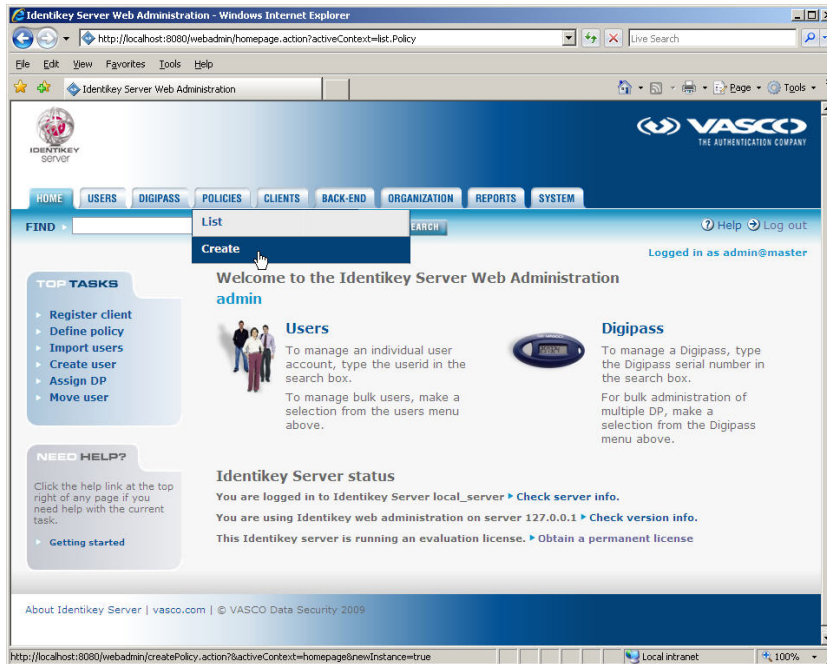 Identikey Server Web Administration - Windows Internet Explorer
http://localhost:8080/webadmin/homepage.action?activeContext=list.Policy
Live Search
File Edit View Favorites Tools Help
Identikey Server Web Administration
Page Tools
IDENTIKEY
server
VASCO
THE AUTHENTICATION COMPANY
HOME USERS DIGIPASS POLICIES CLIENTS BACK-END ORGANIZATION REPORTS SYSTEM
FIND
List
Create
Help Log out
Logged in as admin@master
TOP TASKS
Register client
Define policy
Import users
Create user
Assign DP
Move user
Welcome to the Identikey Server Web Administration
admin
Users
To manage an individual user
account, type the userid in the
search box.
To manage bulk users, make a
selection from the users menu
above.
Digipass
To manage a Digipass, type
the Digipass serial number in
the search box.
For bulk administration of
multiple DP, make a
selection from the Digipass
menu above.
NEED HELP?
Click the help link at the top
right of any page if you
need help with the current
task.
Getting started
Identikey Server status
You are logged in to Identikey Server local_server Check server info.
You are using Identikey web administration on server 127.0.0.1 Check version info.
This Identikey server is running an evaluation license. Obtain a permanent license
About Identikey Server | vasco.com | © VASCO Data Security 2009
http://localhost:8080/webadmin/createPolicy.action?&activeContext=homepage&newInstance=true
Local intranet
100%